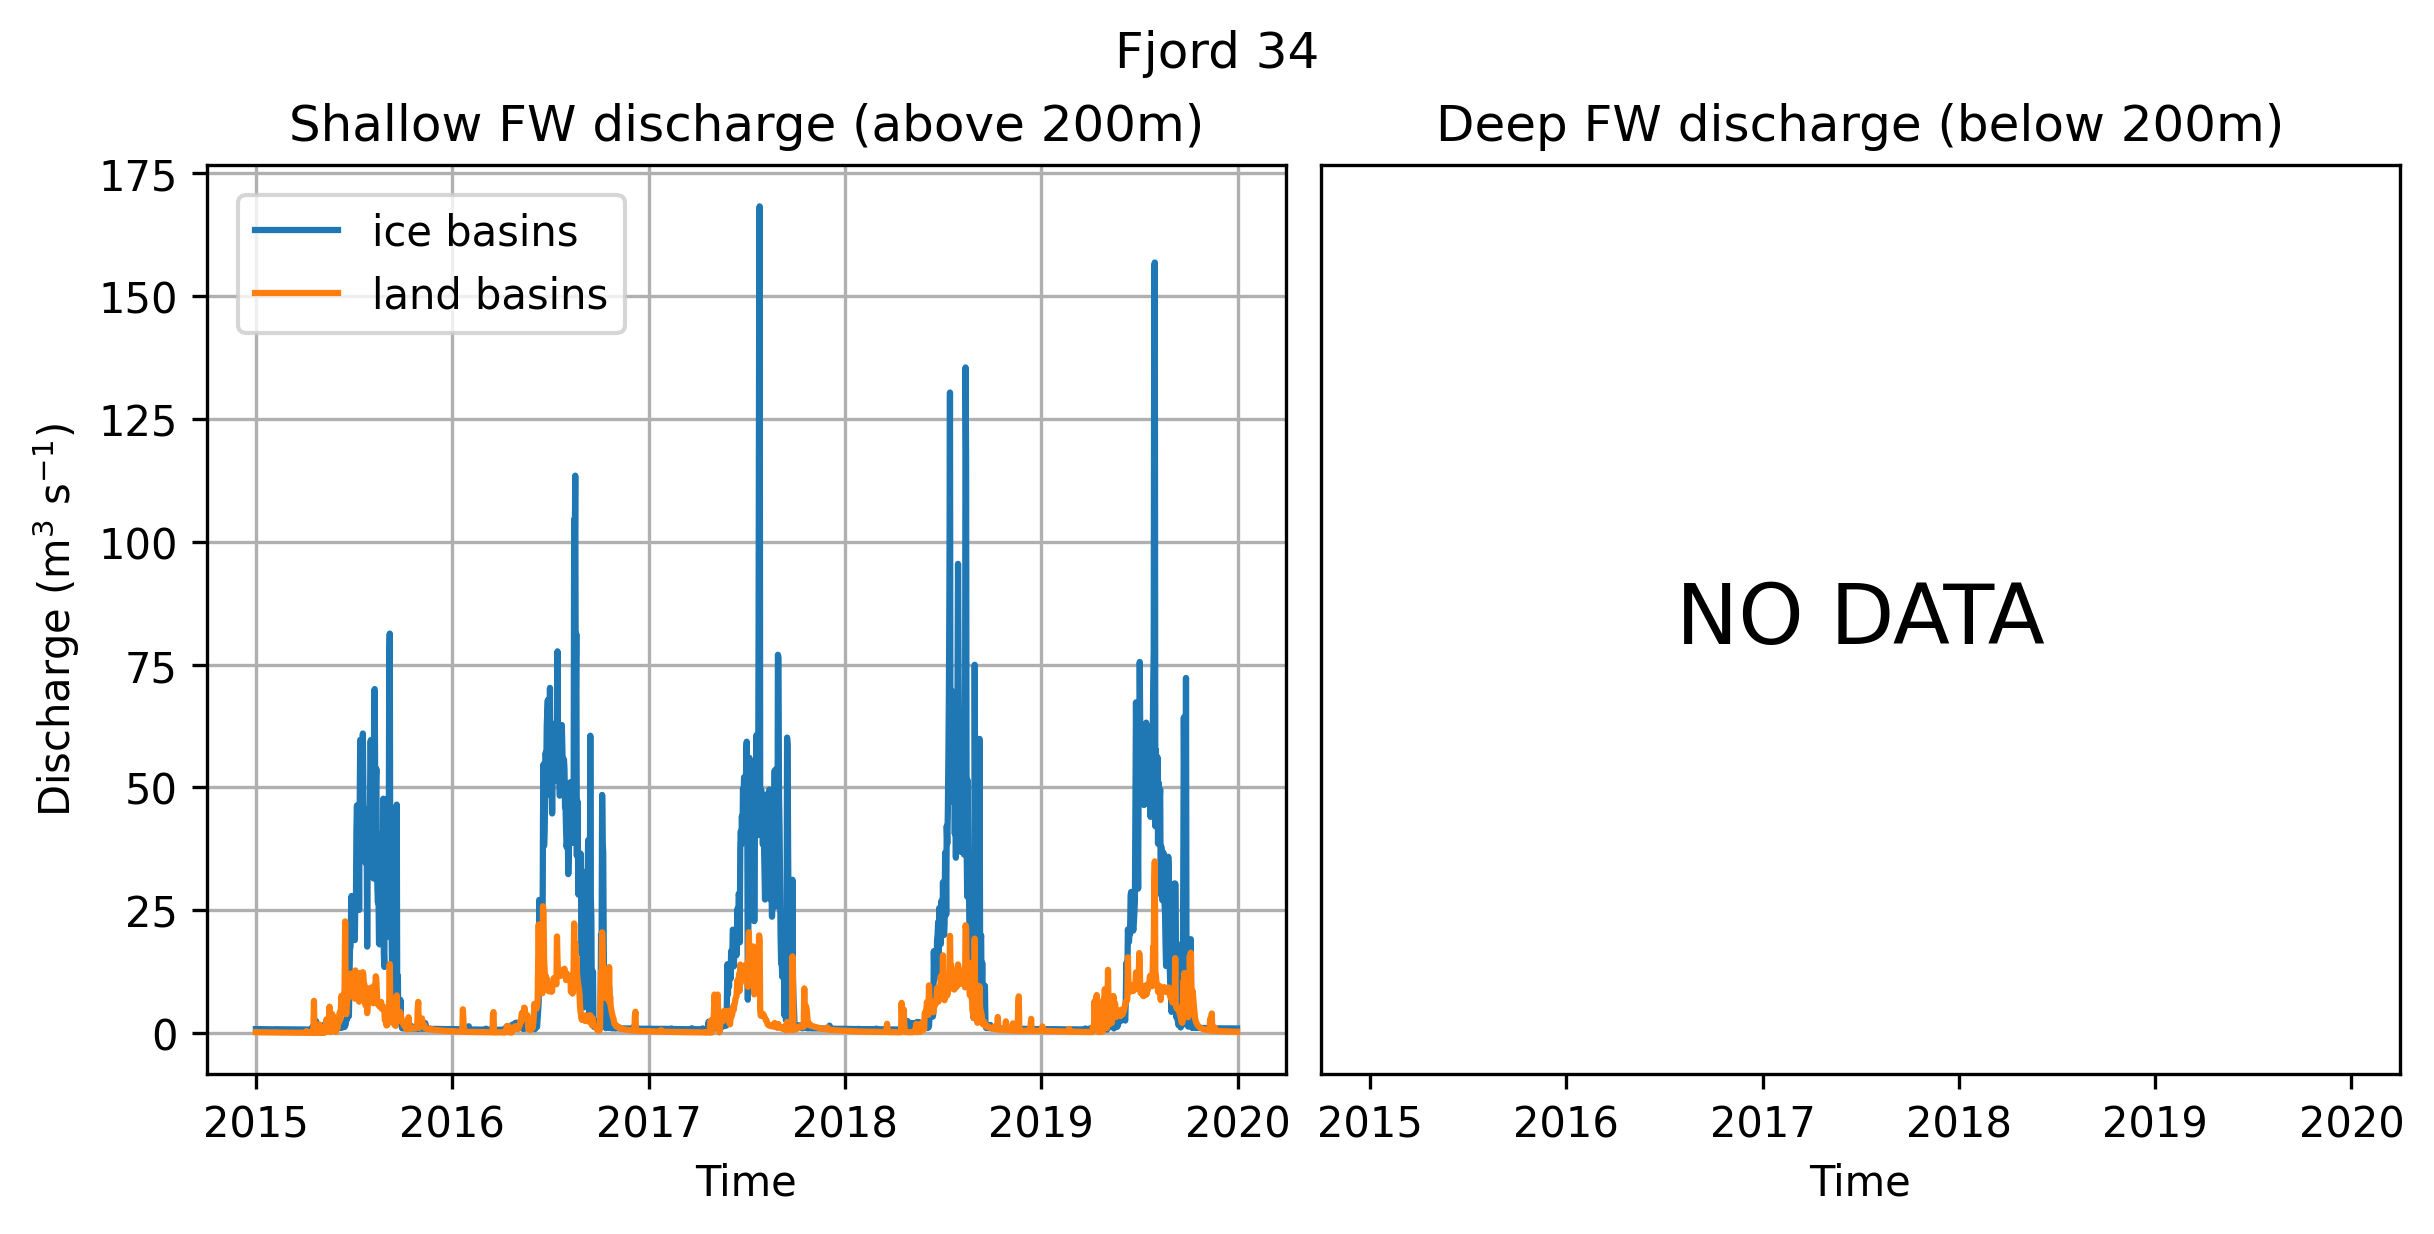 Fjord 34
Shallow FW discharge (above 200m)
Deep FW discharge (below 200m)
175
150
125
100
75
50
25
0
Discharge (m³ s⁻¹)
ice basins
land basins
NO DATA
2015 2016 2017 2018 2019 2020
2015 2016 2017 2018 2019 2020
Time
Time